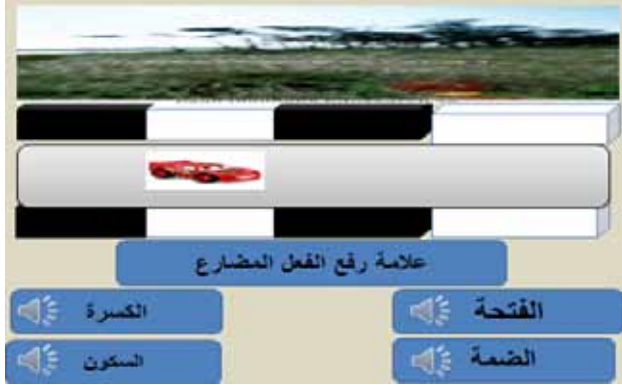 علامة رفع الفعل المضارع
الفتحة
الكسرة
الضمة
السكون